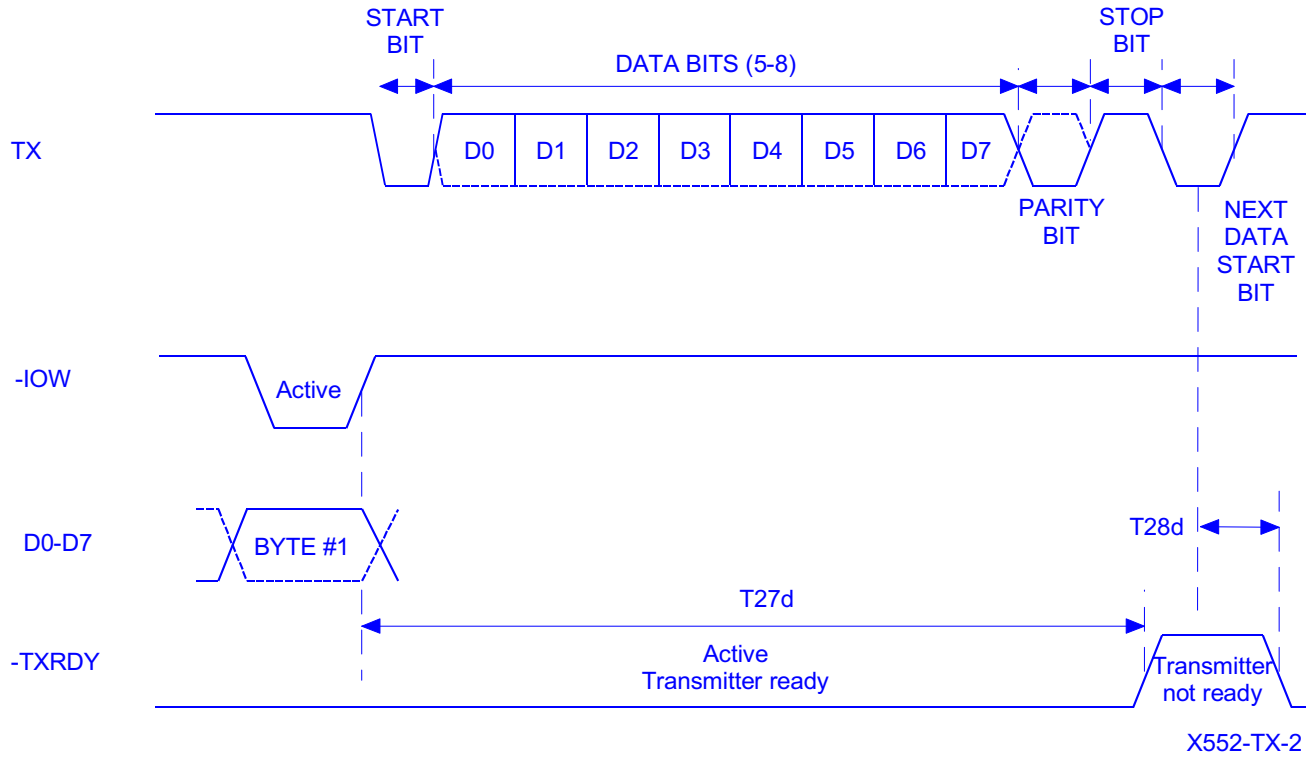 START
BIT
STOP
BIT
DATA BITS (5-8)
TX
D0 D1 D2 D3 D4 D5 D6 D7
PARITY
BIT
NEXT
DATA
START
BIT
-IOW
Active
D0-D7
BYTE #1
T28d
T27d
-TXRDY
Active
Transmitter ready
Transmitter
not ready
X552-TX-2